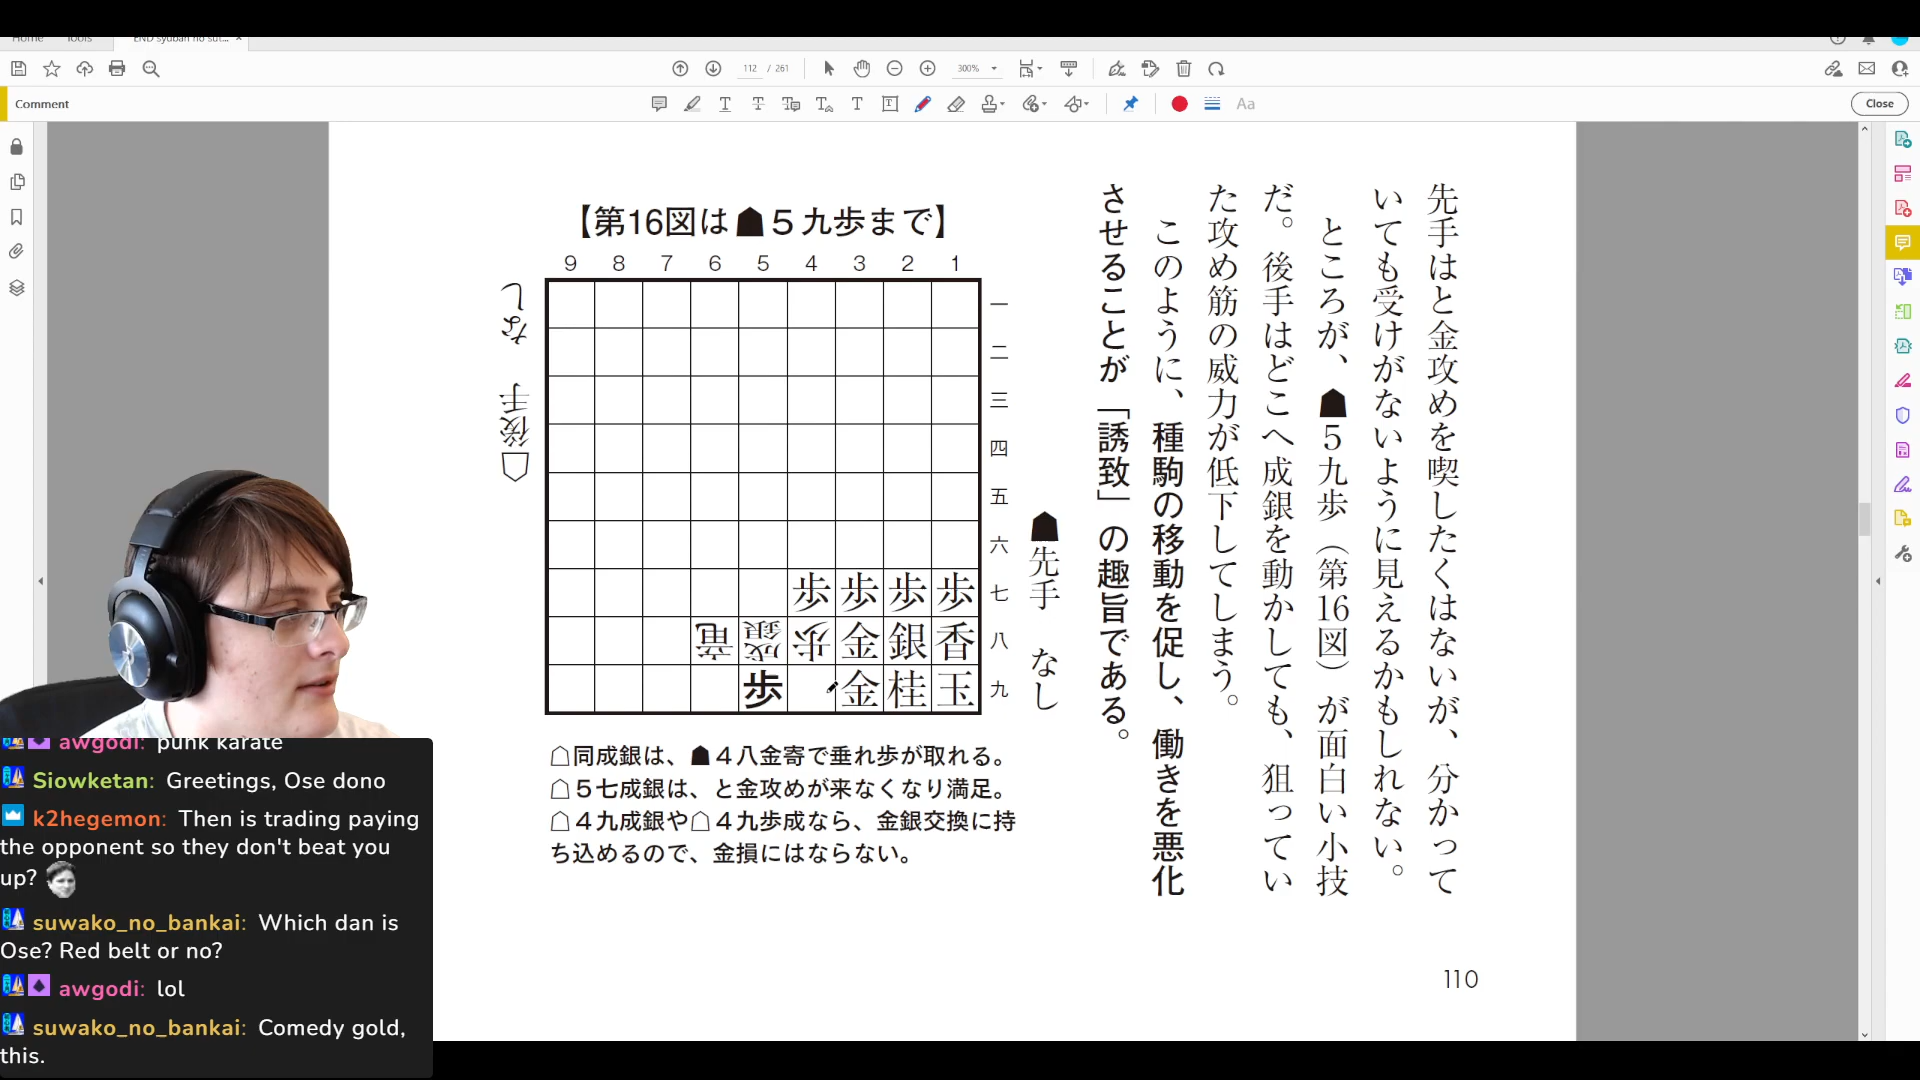 Home Tools END syuban no sut... ×
112 / 261
300%
Comment
Aa
Close
【第16図は☗5九歩まで】
9 8 7 6 5 4 3 2 1
一
二
三
四
五
六
歩 歩 歩 歩 七
竜 成銀 歩 金 銀 香 八
歩 金 桂 玉 九
☖後手 なし
☗先手 なし
☖同成銀は、☗4八金寄で垂れ歩が取れる。
☖5七成銀は、と金攻めが来なくなり満足。
☖4九成銀や☖4九歩成なら、金銀交換に持
ち込めるので、金損にはならない。
先手はと金攻めを喫したくはないが、分かって
いても受けがないように見えるかもしれない。
ところが、☗5九歩(第16図)が面白い小技
だ。後手はどこへ成銀を動かしても、狙ってい
た攻め筋の威力が低下してしまう。
このように、種駒の移動を促し、働きを悪化
させることが「誘致」の趣旨である。
110
awgodi: punk karate
Siowketan: Greetings, Ose dono
k2hegemon: Then is trading paying
the opponent so they don't beat you
up?
suwako_no_bankai: Which dan is
Ose? Red belt or no?
awgodi: lol
suwako_no_bankai: Comedy gold,
this.